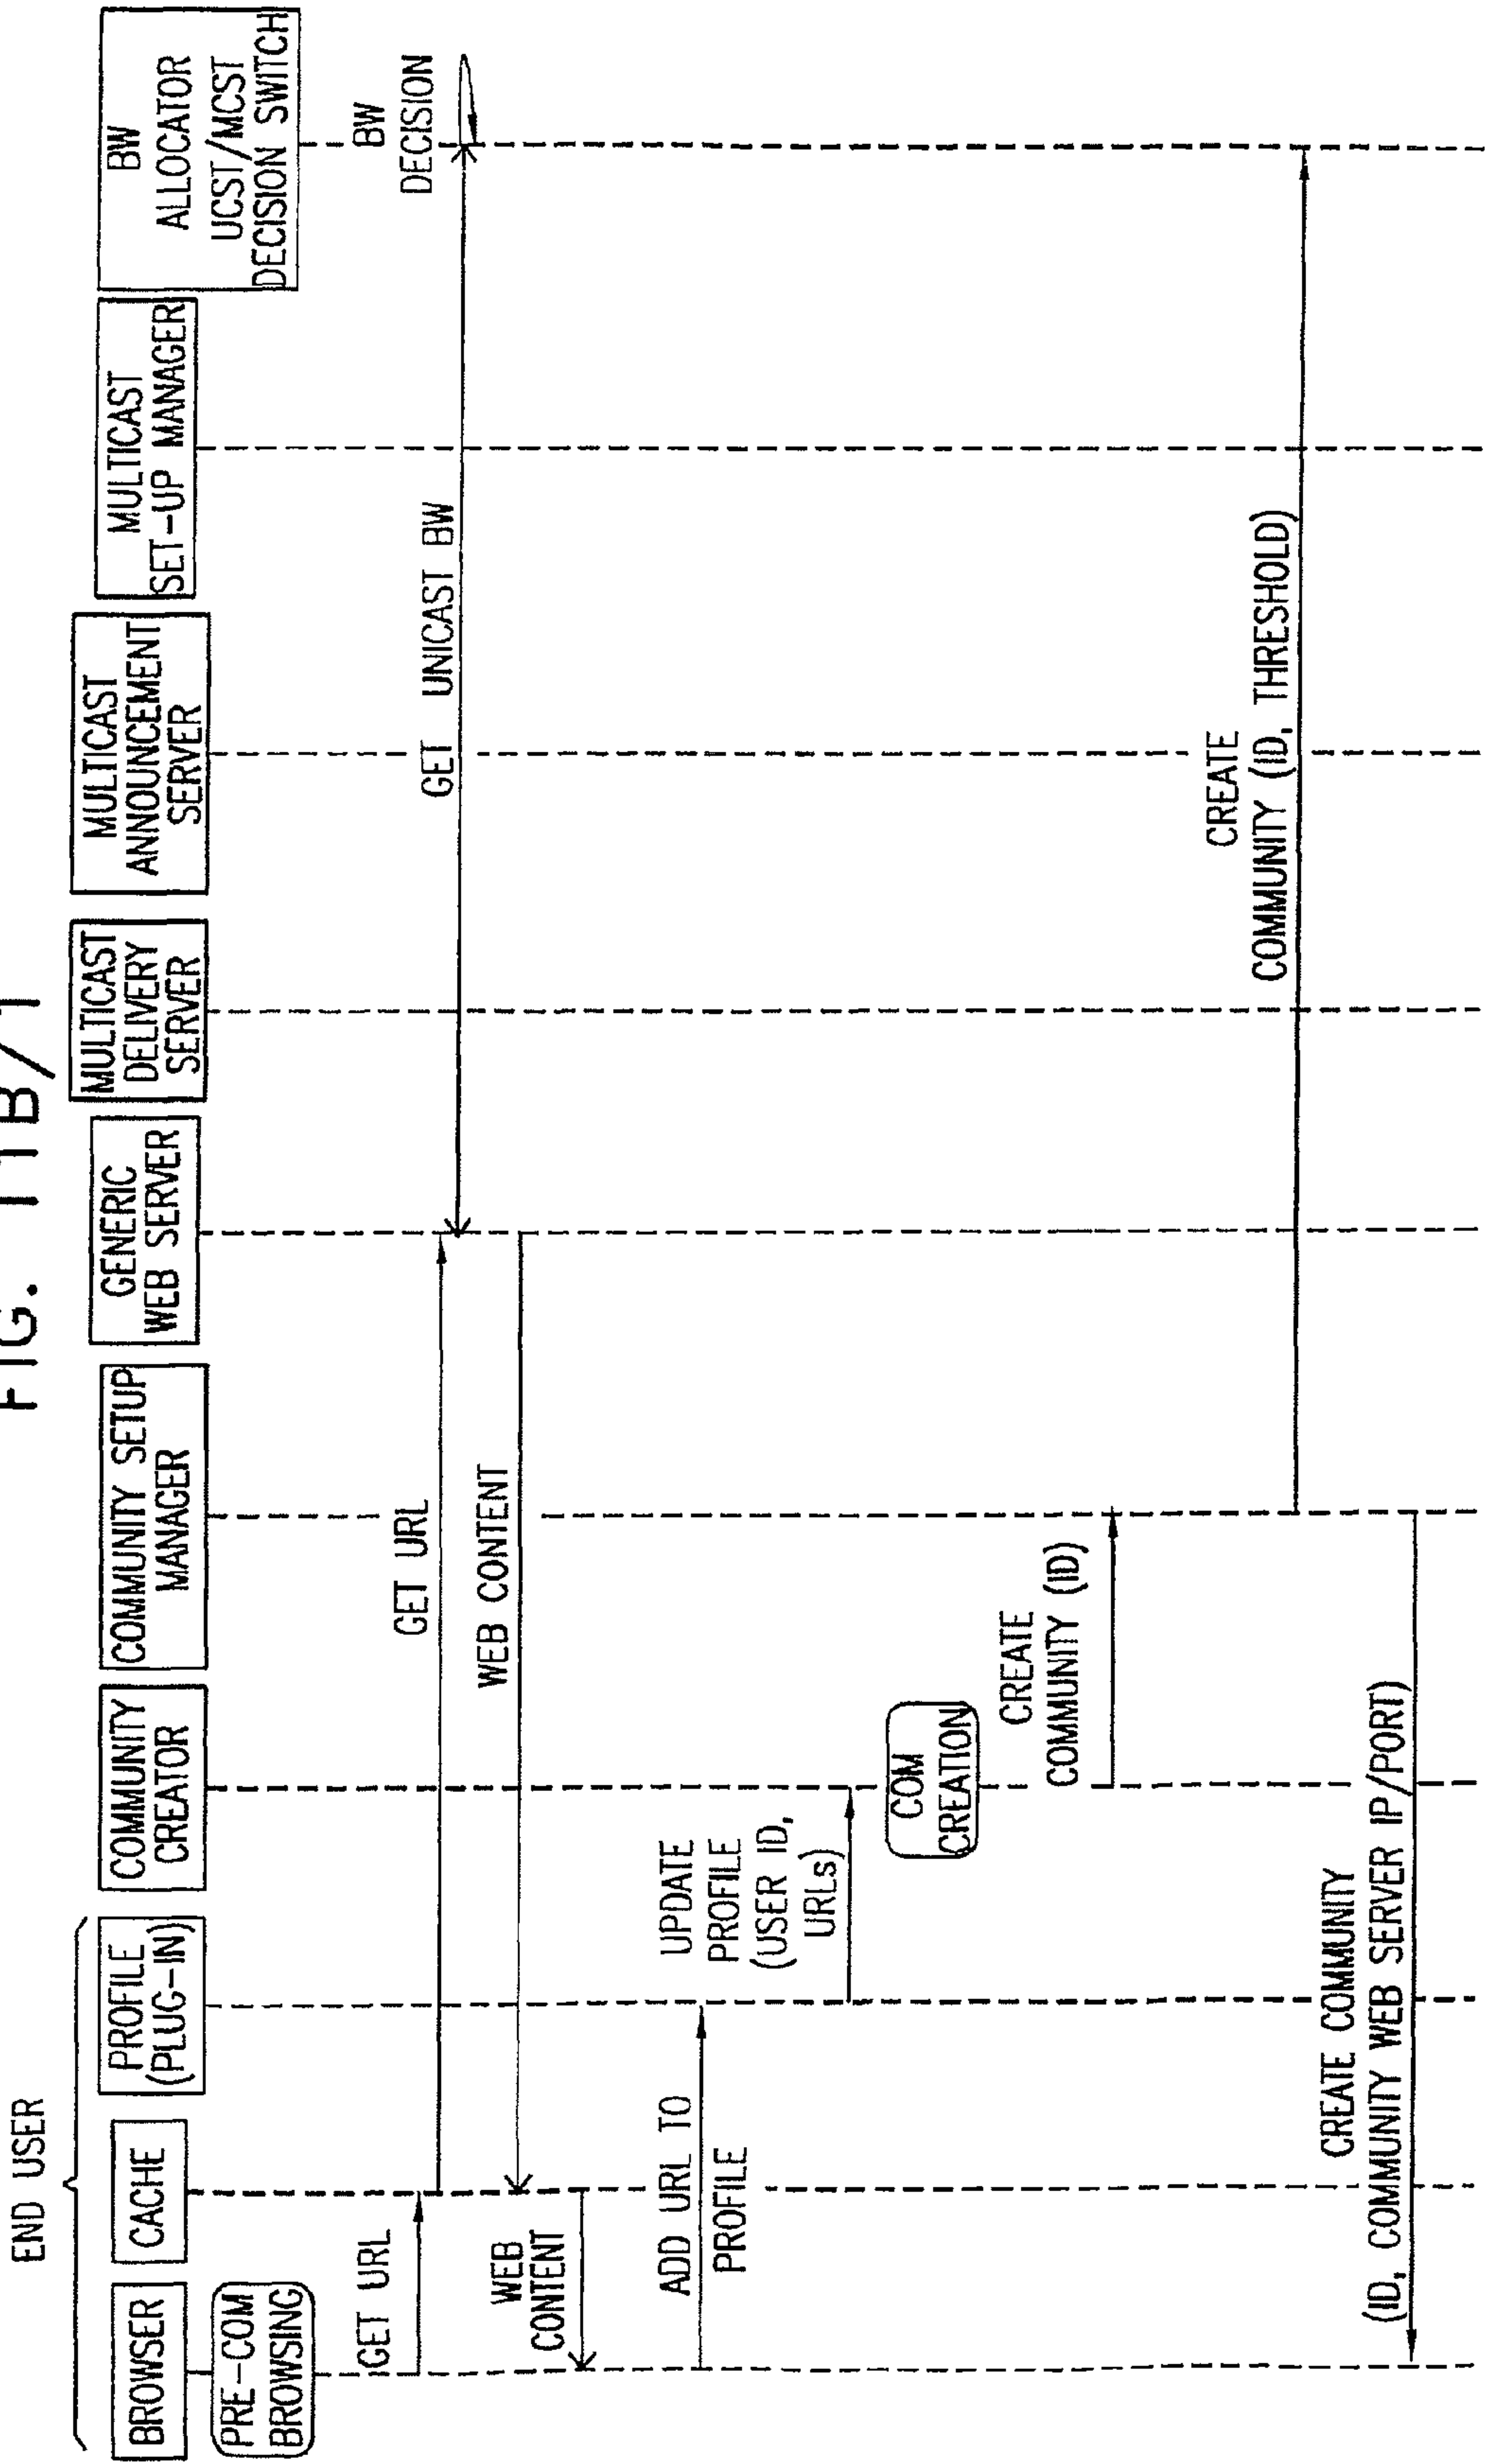 FIG. 11B/1
END USER
BROWSER
CACHE
PROFILE
(PLUG-IN)
COMMUNITY
CREATOR
COMMUNITY SETUP
MANAGER
GENERIC
WEB SERVER
MULTICAST
DELIVERY
SERVER
MULTICAST
ANNOUNCEMENT
SERVER
MULTICAST
SET-UP MANAGER
BW
ALLOCATOR
UCST/MCST
DECISION SWITCH
PRE-COM
BROWSING
GET URL
GET URL
GET UNICAST BW
BW
DECISION
WEB CONTENT
WEB
CONTENT
ADD URL TO
PROFILE
UPDATE
PROFILE
(USER ID,
URLs)
COM
CREATION
CREATE
COMMUNITY (ID)
CREATE
COMMUNITY (ID, THRESHOLD)
CREATE COMMUNITY
(ID, COMMUNITY WEB SERVER IP/PORT)